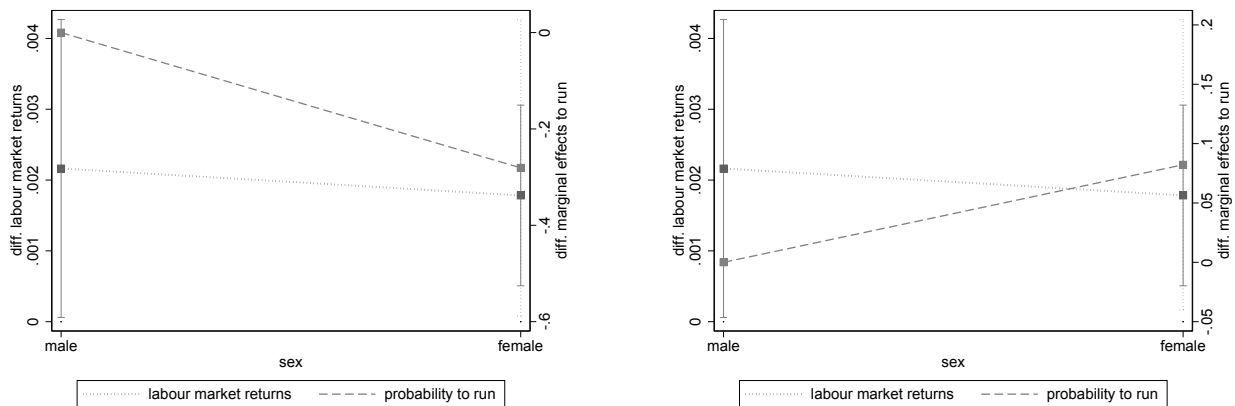 .004
.003
.002
.001
0
diff. labour market returns
0
-.2
-.4
-.6
diff. marginal effects to run
male
female
sex
labour market returns
probability to run
.004
.003
.002
.001
0
diff. labour market returns
.2
.15
.1
.05
0
-.05
diff. marginal effects to run
male
female
sex
labour market returns
probability to run